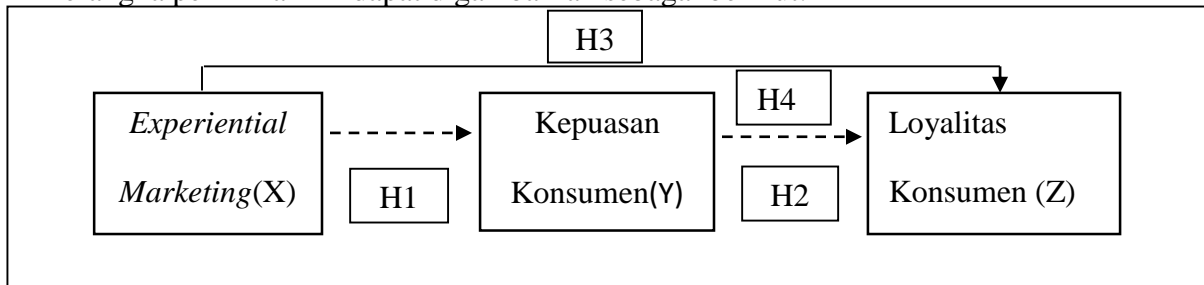 H3
H4
Experiential
Marketing(X)
H1
Kepuasan
Konsumen(Y)
H2
Loyalitas
Konsumen (Z)